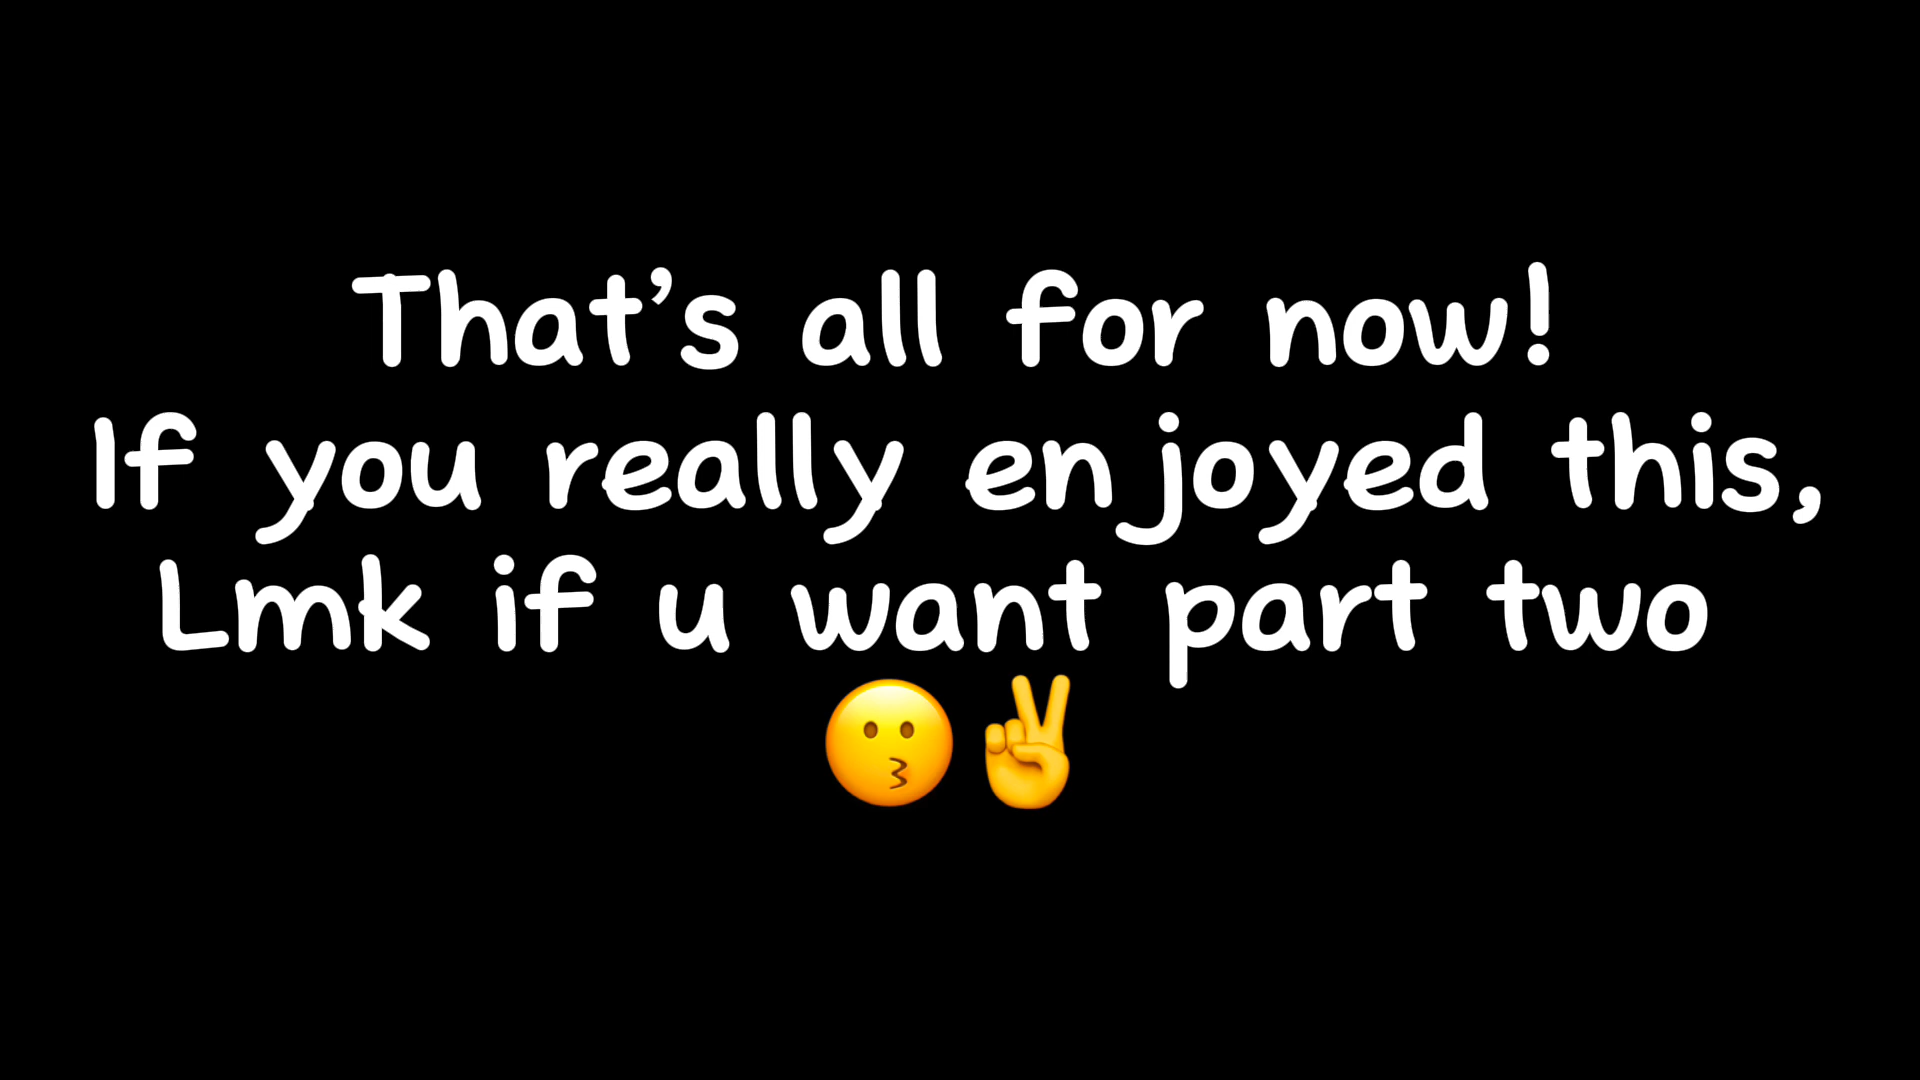 That’s all for now!
If you really enjoyed this,
Lmk if u want part two
😗✌️